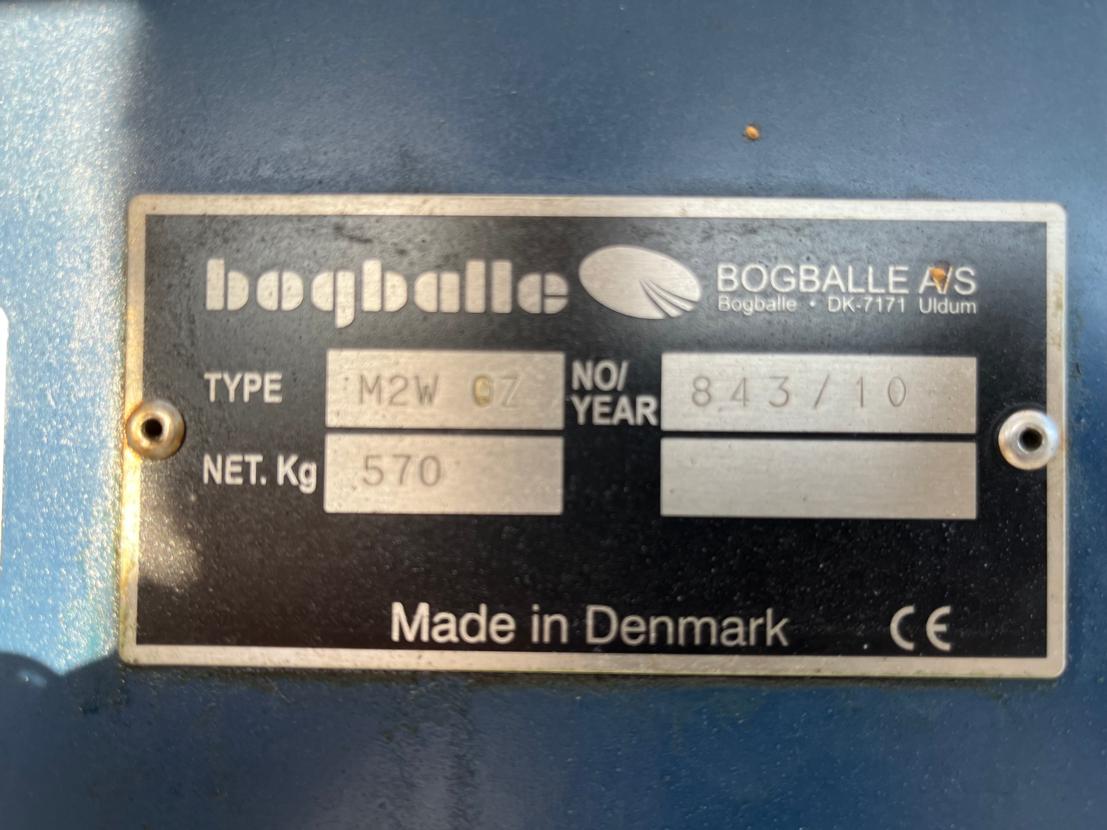 bogballe
BOGBALLE A/S
Bogballe • DK-7171 Uldum
TYPE M2W
NO/
YEAR 843/10
NET. Kg 570
Made in Denmark CE